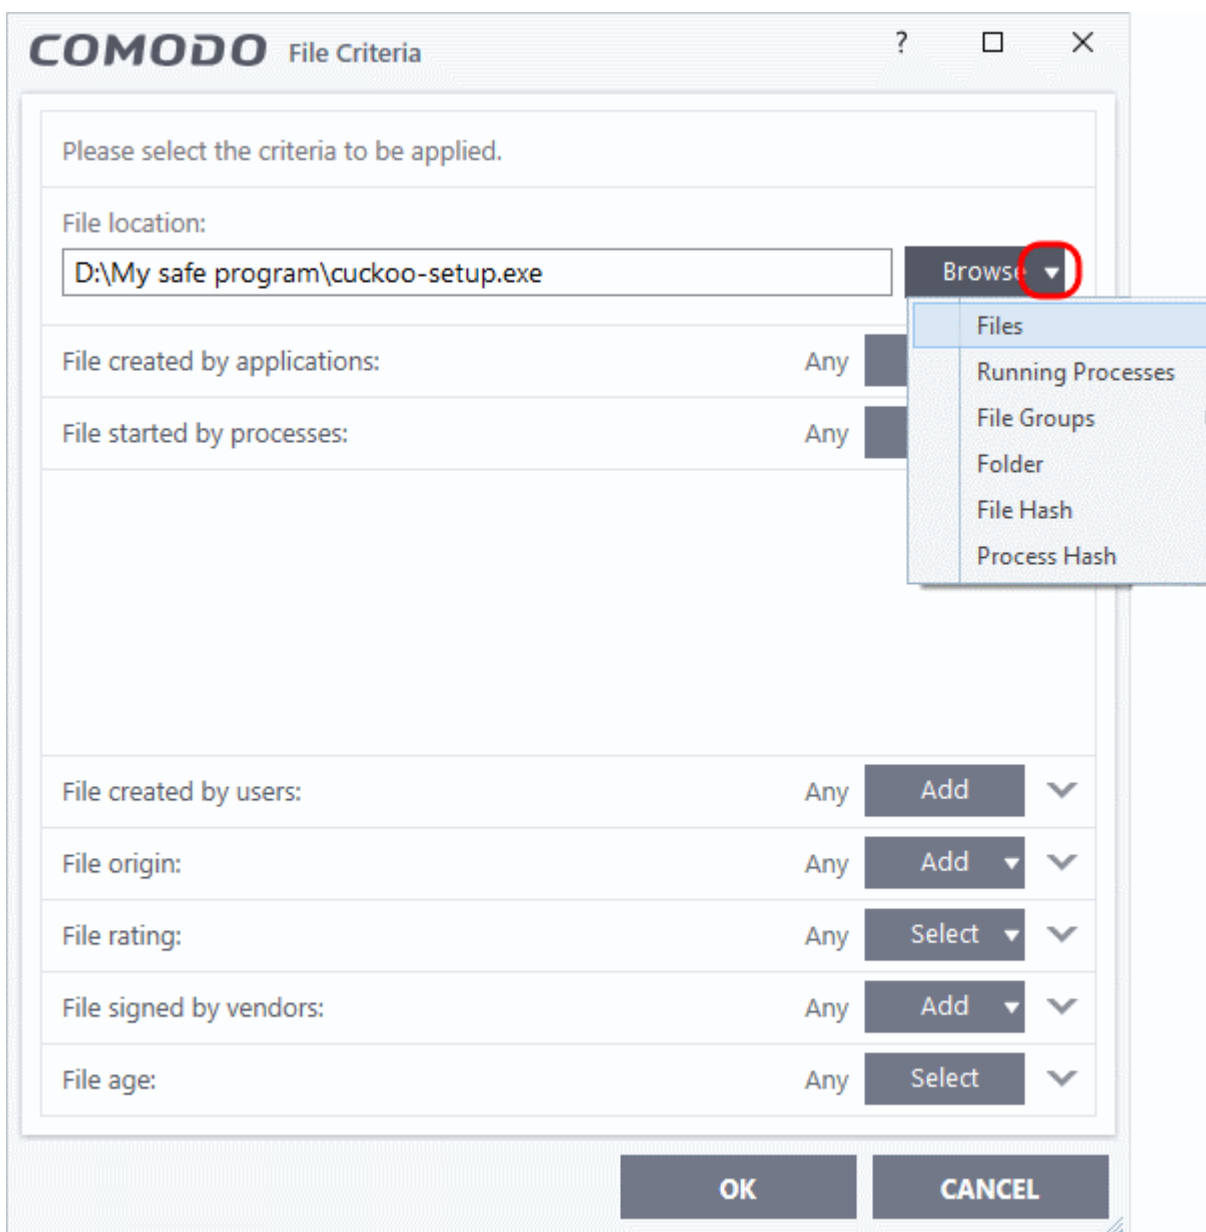 COMODO File Criteria ?
Please select the criteria to be applied.
File location:
D:\My safe program\cuckoo-setup.exe Browse
Files
File created by applications: Any
Running Processes
File Groups
File started by processes: Any
Folder
File Hash
Process Hash
File created by users: Any Add
File origin: Any Add
File rating: Any Select
File signed by vendors: Any Add
File age: Any Select
OK CANCEL